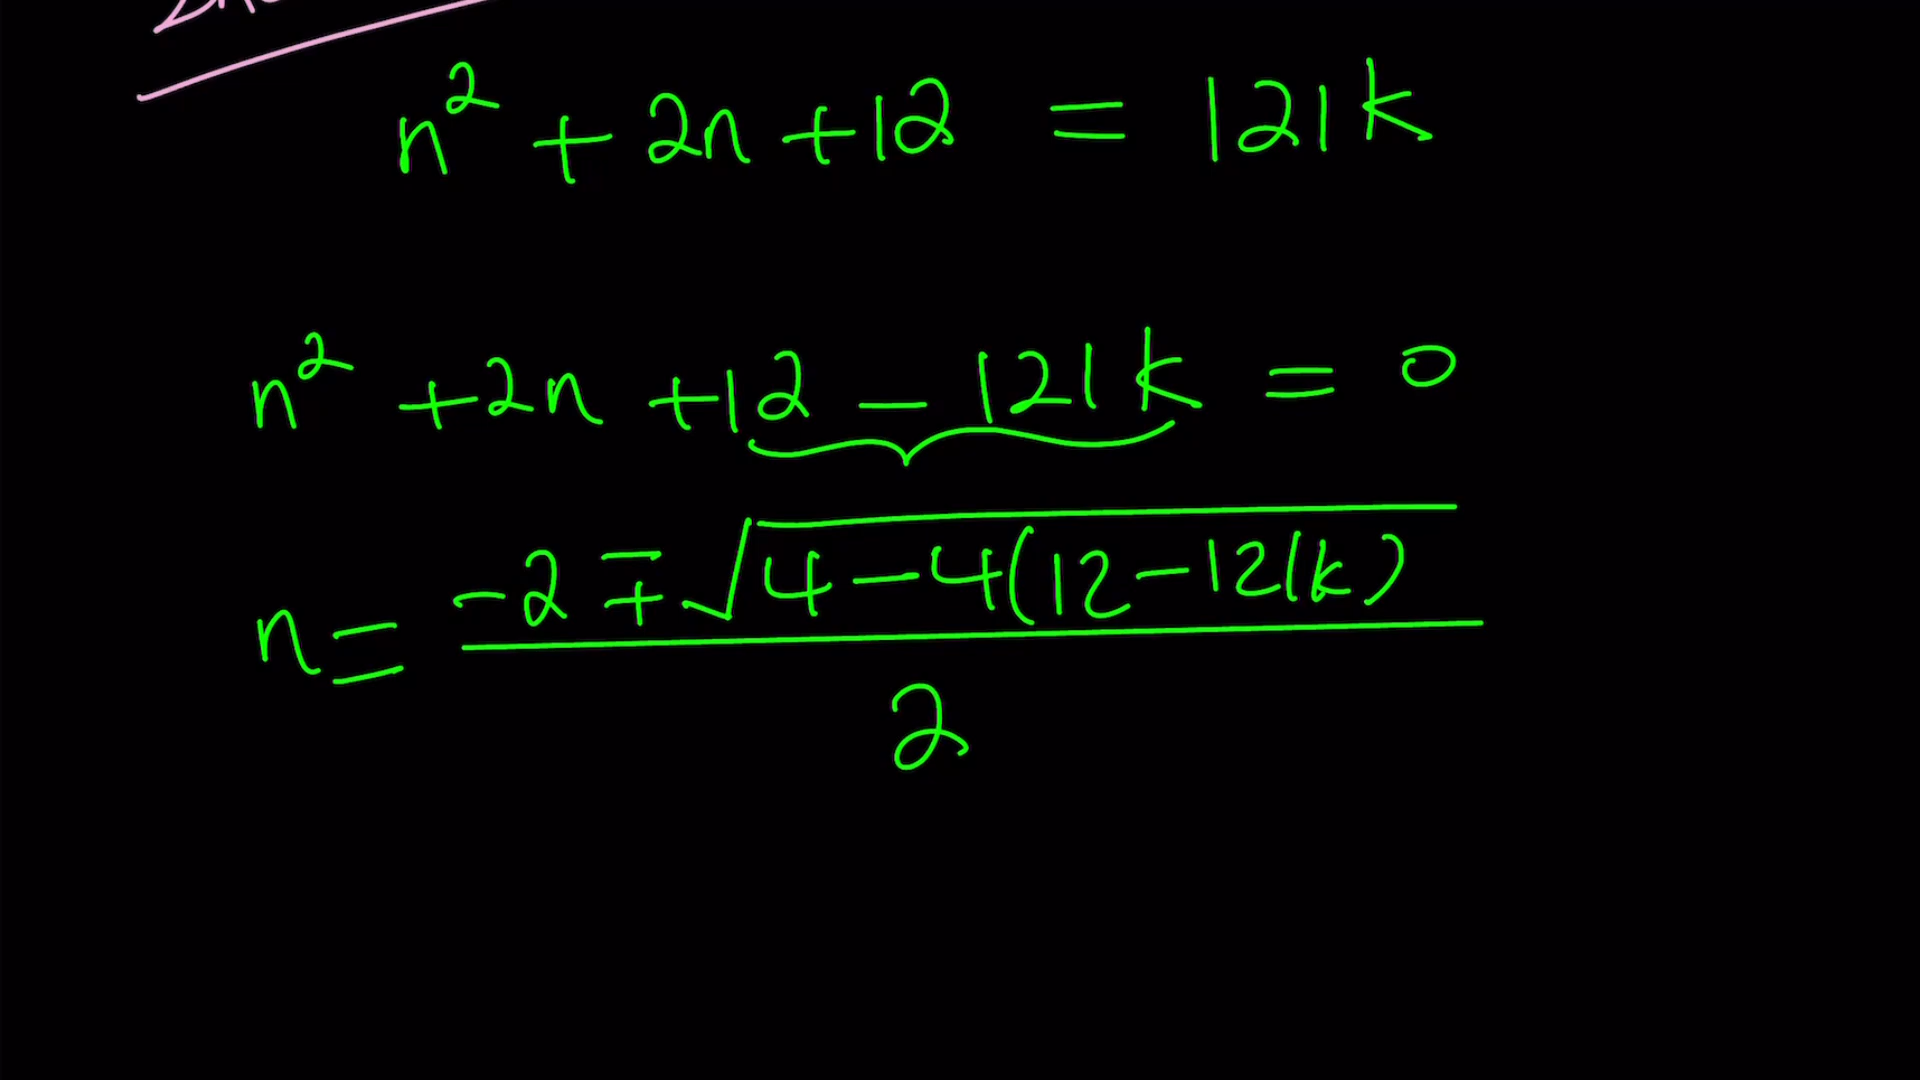 n² + 2n + 12 = 121k
n² + 2n + 12 - 121k = 0
n = (-2 ∓ √(4 - 4(12 - 121k))) / 2